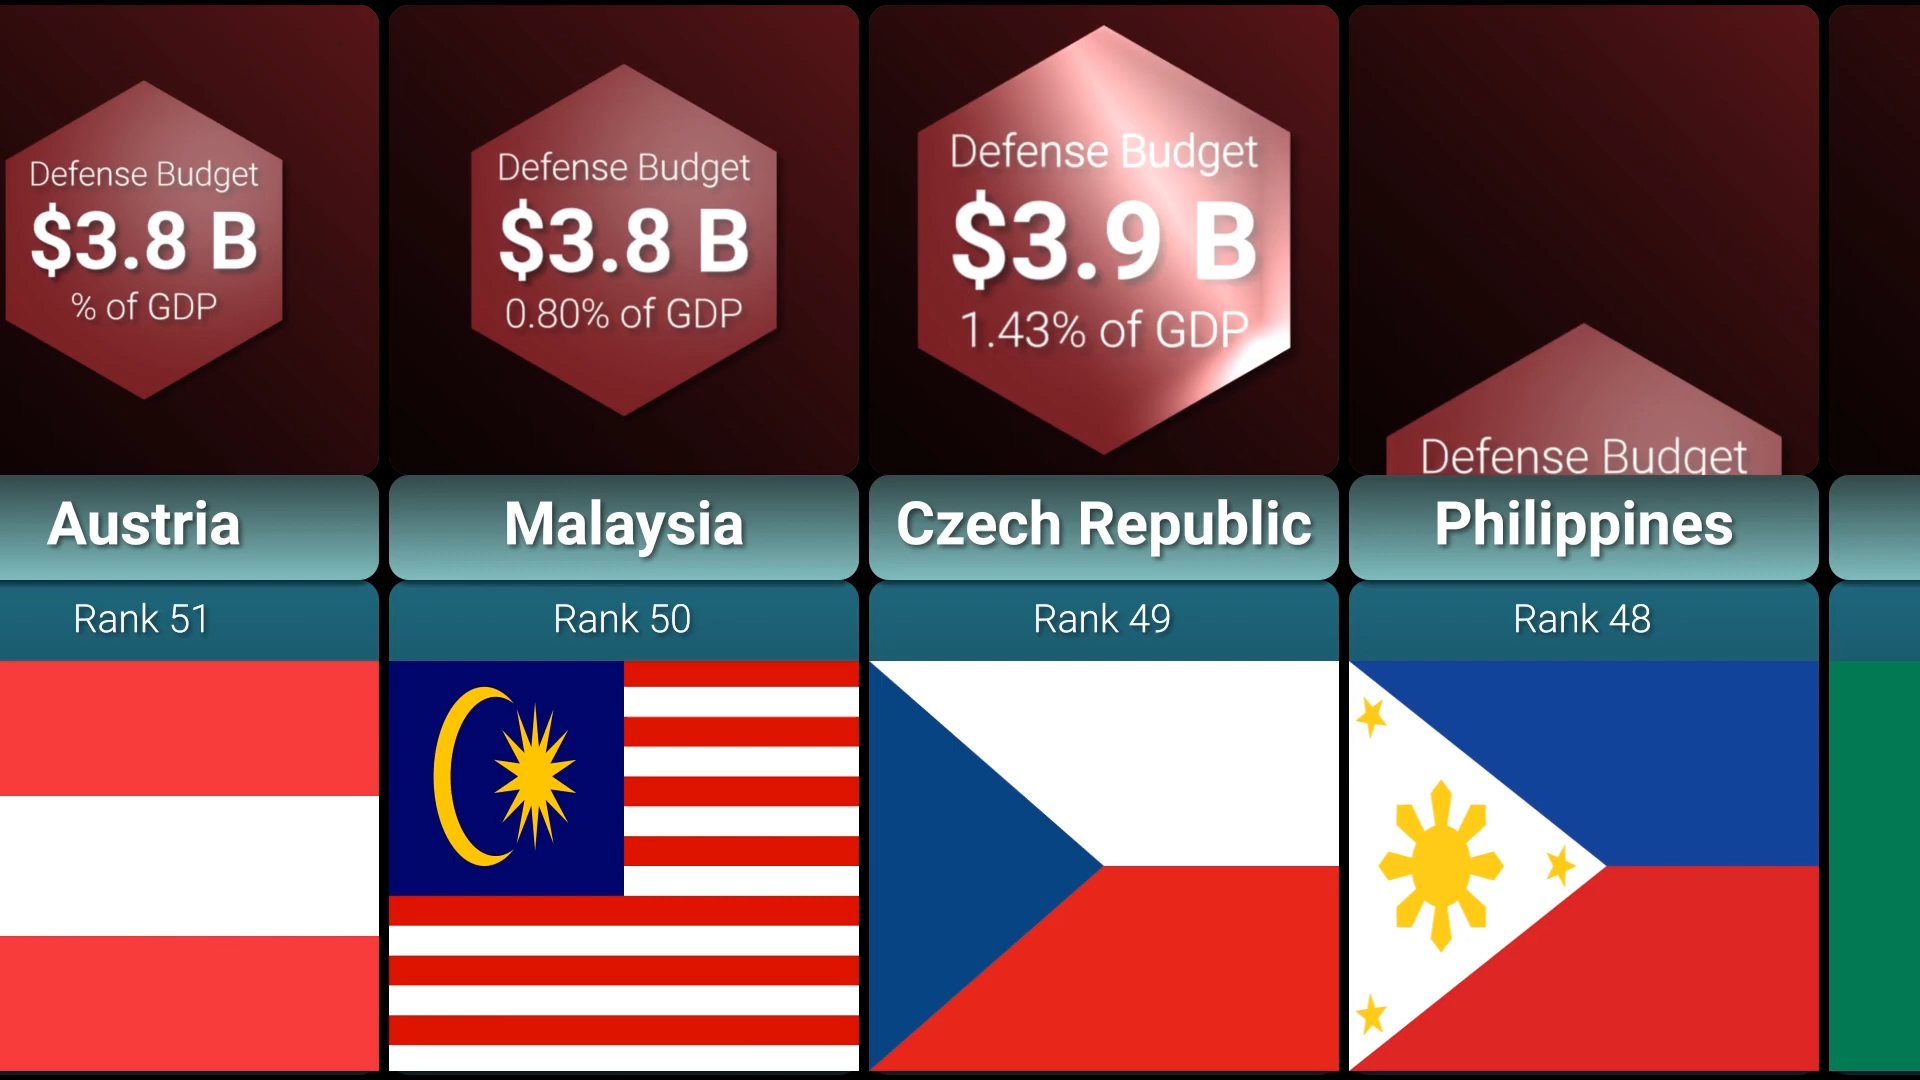 Defense Budget
$3.8 B
% of GDP
Austria
Rank 51
Defense Budget
$3.8 B
0.80% of GDP
Malaysia
Rank 50
Defense Budget
$3.9 B
1.43% of GDP
Czech Republic
Rank 49
Defense Budget
Philippines
Rank 48